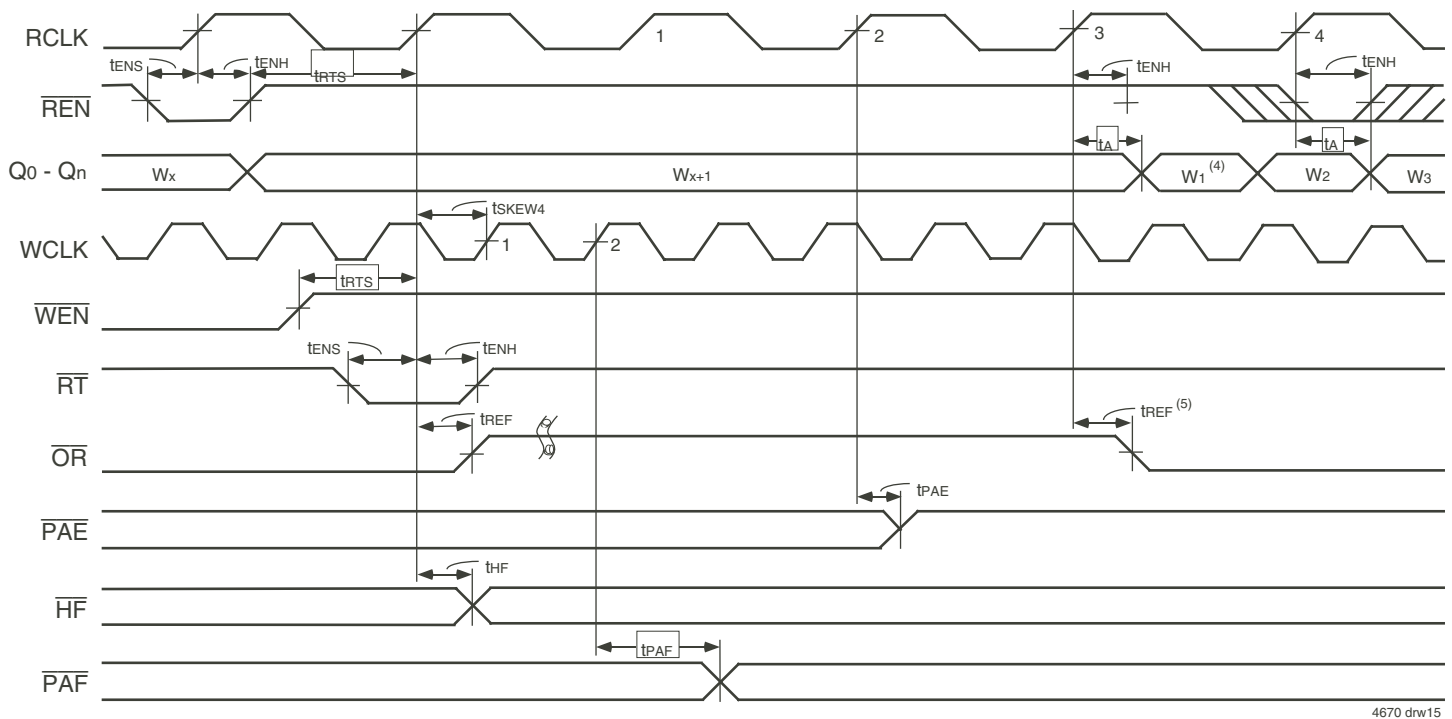 RCLK 1 2 3 4
tENS tENH tRTS tENH tENH
REN
tA tA
Q0 - Qn Wx Wx+1 W1 (4) W2 W3
tSKEW4
WCLK 1 2
tRTS
WEN
tENS tENH
RT
tREF tREF (5)
OR
tPAE
PAE
tHF
HF
tPAF
PAF
4670 drw15